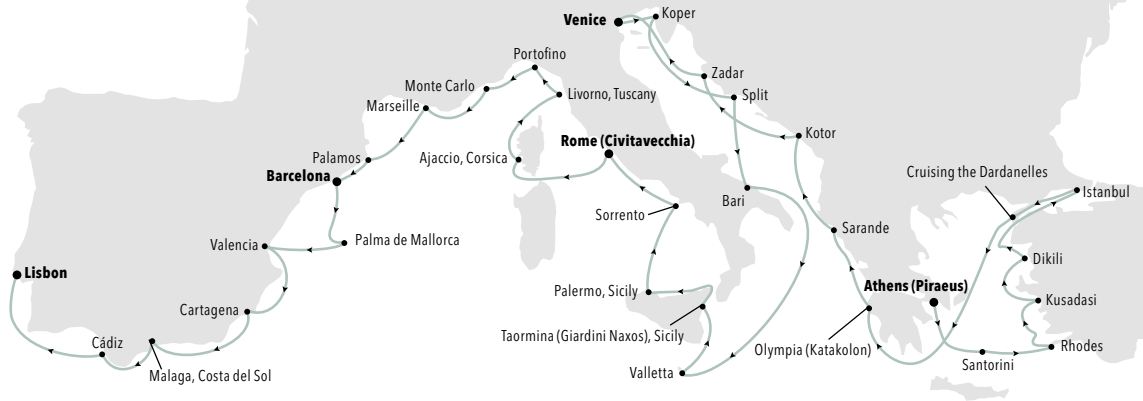 Venice
Koper
Portofino
Zadar
Monte Carlo
Livorno, Tuscany
Split
Marseille
Kotor
Rome (Civitavecchia)
Palamos
Ajaccio, Corsica
Barcelona
Cruising the Dardanelles
Istanbul
Bari
Sorrento
Sarande
Palma de Mallorca
Valencia
Dikili
Lisbon
Athens (Piraeus)
Palermo, Sicily
Kusadasi
Cartagena
Taormina (Giardini Naxos), Sicily
Cádiz
Olympia (Katakolon)
Rhodes
Santorini
Malaga, Costa del Sol
Valletta